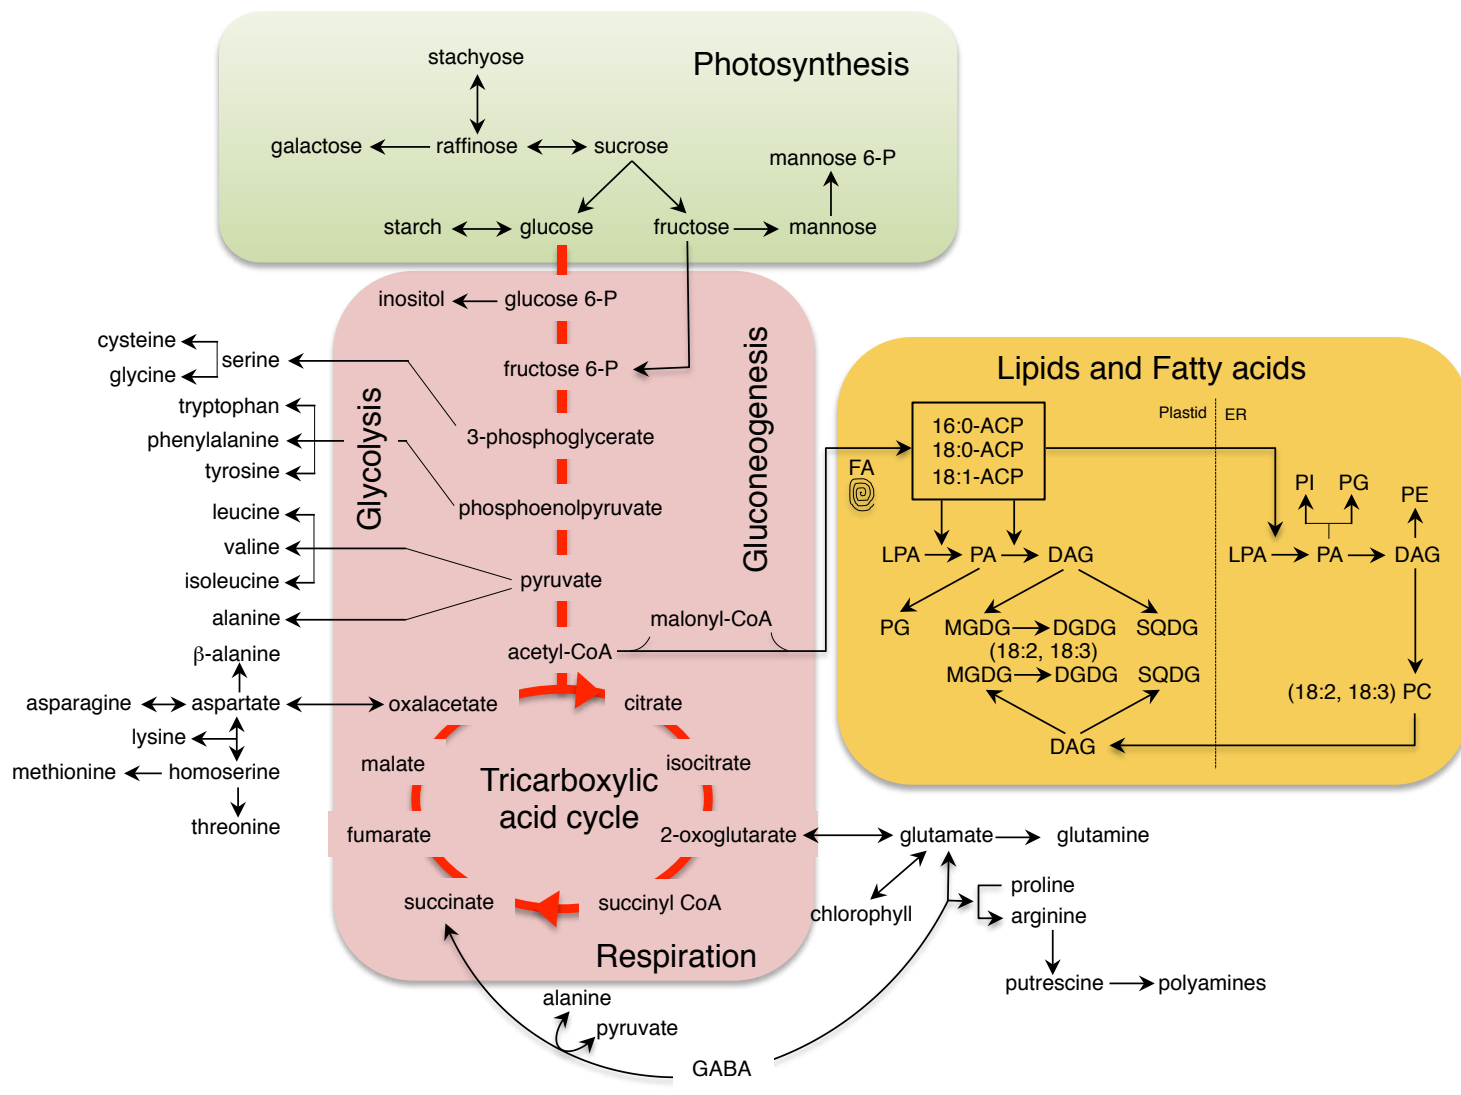 stachyose
Photosynthesis
galactose
raffinose
sucrose
mannose 6-P
starch
glucose
fructose
mannose
inositol
glucose 6-P
cysteine
serine
glycine
fructose 6-P
tryptophan
phenylalanine
tyrosine
3-phosphoglycerate
Glycolysis
Gluconeogenesis
leucine
phosphoenolpyruvate
valine
isoleucine
pyruvate
alanine
malonyl-CoA
β-alanine
acetyl-CoA
asparagine
aspartate
oxalacetate
citrate
lysine
methionine
homoserine
malate
isocitrate
Tricarboxylic
acid cycle
threonine
fumarate
2-oxoglutarate
glutamate
glutamine
succinate
succinyl CoA
chlorophyll
proline
arginine
Respiration
putrescine
polyamines
alanine
pyruvate
GABA
Lipids and Fatty acids
Plastid
ER
16:0-ACP
18:0-ACP
18:1-ACP
FA
PI
PG
PE
LPA
PA
DAG
LPA
PA
DAG
PG
MGDG
DGDG
SQDG
(18:2, 18:3)
MGDG
DGDG
SQDG
(18:2, 18:3) PC
DAG